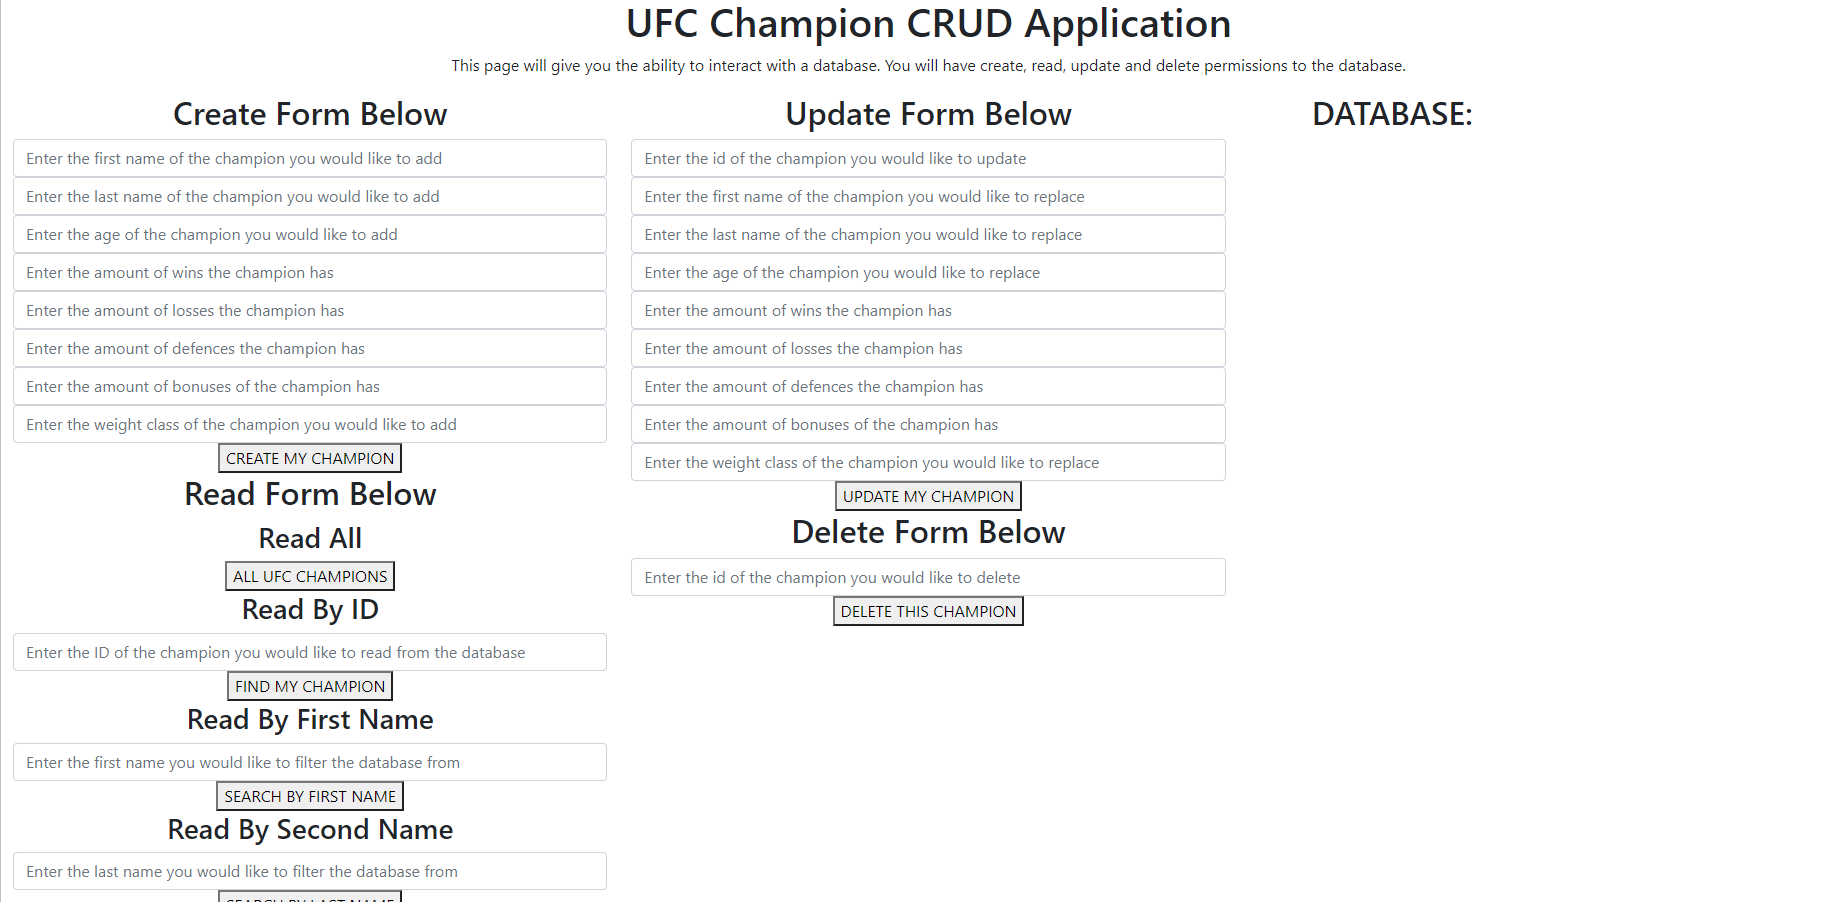 UFC Champion CRUD Application
This page will give you the ability to interact with a database. You will have create, read, update and delete permissions to the database.
Create Form Below
Enter the first name of the champion you would like to add
Enter the last name of the champion you would like to add
Enter the age of the champion you would like to add
Enter the amount of wins the champion has
Enter the amount of losses the champion has
Enter the amount of defences the champion has
Enter the amount of bonuses of the champion has
Enter the weight class of the champion you would like to add
CREATE MY CHAMPION
Read Form Below
Read All
ALL UFC CHAMPIONS
Read By ID
Enter the ID of the champion you would like to read from the database
FIND MY CHAMPION
Read By First Name
Enter the first name you would like to filter the database from
SEARCH BY FIRST NAME
Read By Second Name
Enter the last name you would like to filter the database from
SEARCH BY LAST NAME
Update Form Below
Enter the id of the champion you would like to update
Enter the first name of the champion you would like to replace
Enter the last name of the champion you would like to replace
Enter the age of the champion you would like to replace
Enter the amount of wins the champion has
Enter the amount of losses the champion has
Enter the amount of defences the champion has
Enter the amount of bonuses of the champion has
Enter the weight class of the champion you would like to replace
UPDATE MY CHAMPION
Delete Form Below
Enter the id of the champion you would like to delete
DELETE THIS CHAMPION
DATABASE: